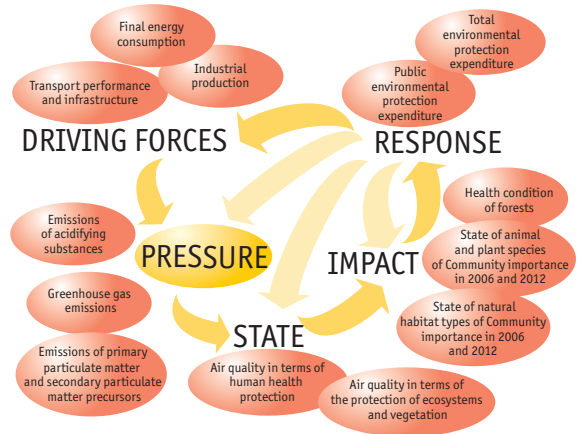 Final energy
consumption
Industrial
production
Transport performance
and infrastructure
DRIVING FORCES
Total
environmental
protection
expenditure
Public
environmental
protection
expenditure
RESPONSE
Emissions
of acidifying
substances
Greenhouse gas
emissions
Emissions of primary
particulate matter
and secondary particulate
matter precursors
PRESSURE
IMPACT
Health condition
of forests
State of animal
and plant species
of Community importance
in 2006 and 2012
State of natural
habitat types of Community
importance in 2006
and 2012
STATE
Air quality in terms of
human health
protection
Air quality in terms of
the protection of ecosystems
and vegetation